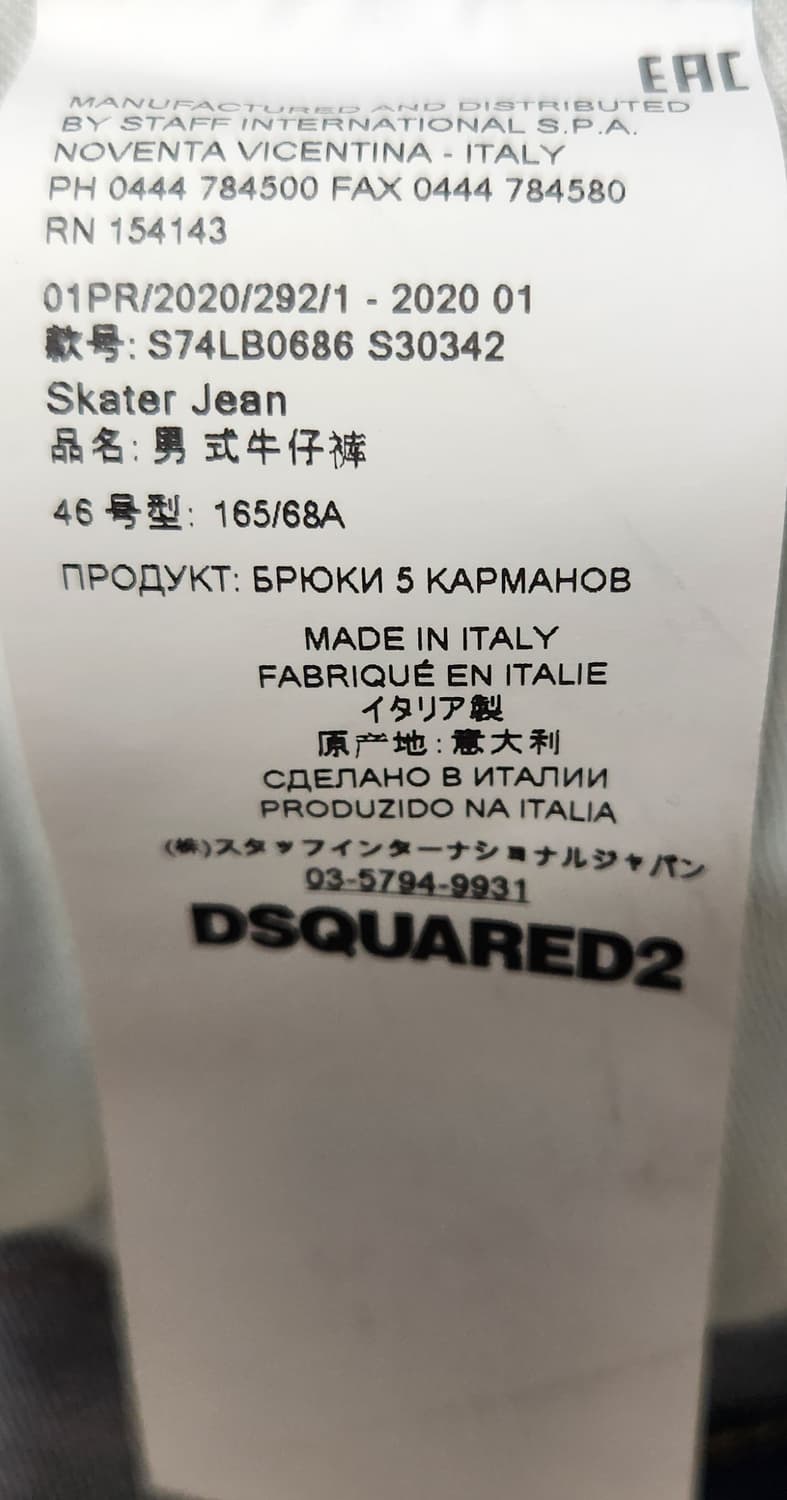 EAC
MANUFACTURED AND DISTRIBUTED
BY STAFF INTERNATIONAL S.P.A.
NOVENTA VICENTINA - ITALY
PH 0444 784500 FAX 0444 784580
RN 154143
01PR/2020/292/1 - 2020 01
款号: S74LB0686 S30342
Skater Jean
品名: 男 式牛仔裤
46 号型: 165/68A
ПРОДУКТ: БРЮКИ 5 КАРМАНОВ
MADE IN ITALY
FABRIQUÉ EN ITALIE
イタリア製
原产地: 意大利
СДЕЛАНО В ИТАЛИИ
PRODUZIDO NA ITALIA
(株)スタッフインターナショナルジャパン
03-5794-9931
DSQUARED2